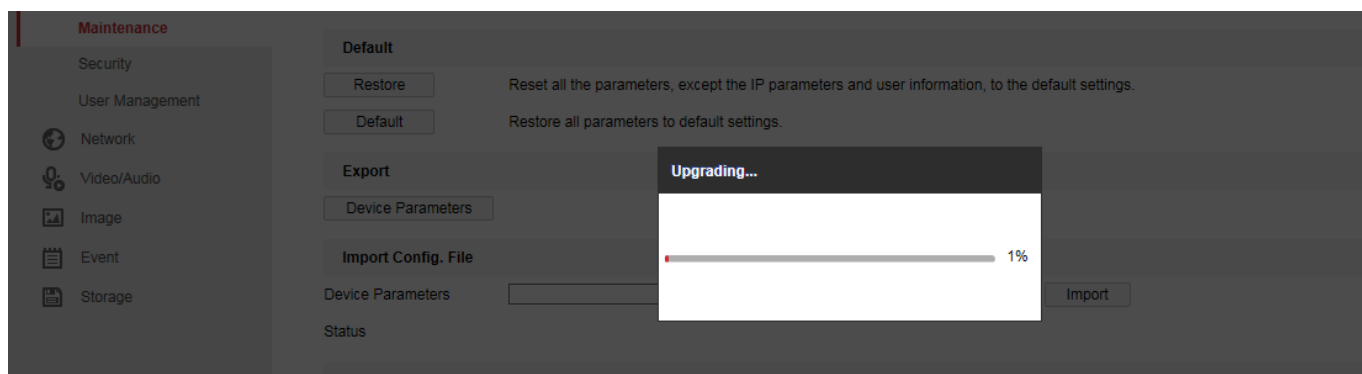 Maintenance
Security
User Management
Network
Video/Audio
Image
Event
Storage
Default
Restore Reset all the parameters, except the IP parameters and user information, to the default settings.
Default Restore all parameters to default settings.
Export
Device Parameters
Import Config. File
Device Parameters Import
Status
Upgrading...
1%